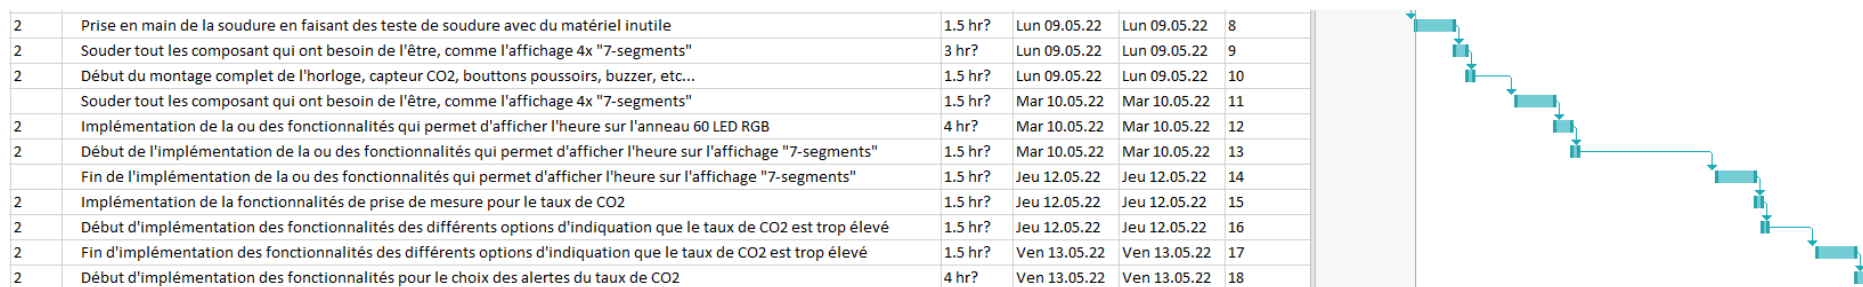 2 Prise en main de la soudure en faisant des teste de soudure avec du matériel inutile 1.5 hr? Lun 09.05.22 Lun 09.05.22 8
2 Souder tout les composant qui ont besoin de l'être, comme l'affichage 4x "7-segments" 3 hr? Lun 09.05.22 Lun 09.05.22 9
2 Début du montage complet de l'horloge, capteur CO2, bouttons poussoirs, buzzer, etc... 1.5 hr? Lun 09.05.22 Lun 09.05.22 10
Souder tout les composant qui ont besoin de l'être, comme l'affichage 4x "7-segments" 1.5 hr? Mar 10.05.22 Mar 10.05.22 11
2 Implémentation de la ou des fonctionnalités qui permet d'afficher l'heure sur l'anneau 60 LED RGB 4 hr? Mar 10.05.22 Mar 10.05.22 12
2 Début de l'implémentation de la ou des fonctionnalités qui permet d'afficher l'heure sur l'affichage "7-segments" 1.5 hr? Mar 10.05.22 Mar 10.05.22 13
Fin de l'implémentation de la ou des fonctionnalités qui permet d'afficher l'heure sur l'affichage "7-segments" 1.5 hr? Jeu 12.05.22 Jeu 12.05.22 14
2 Implémentation de la fonctionnalités de prise de mesure pour le taux de CO2 1.5 hr? Jeu 12.05.22 Jeu 12.05.22 15
2 Début d'implémentation des fonctionnalités des différents options d'indiquation que le taux de CO2 est trop élevé 1.5 hr? Jeu 12.05.22 Jeu 12.05.22 16
2 Fin d'implémentation des fonctionnalités des différents options d'indiquation que le taux de CO2 est trop élevé 1.5 hr? Ven 13.05.22 Ven 13.05.22 17
2 Début d'implémentation des fonctionnalités pour le choix des alertes du taux de CO2 4 hr? Ven 13.05.22 Ven 13.05.22 18